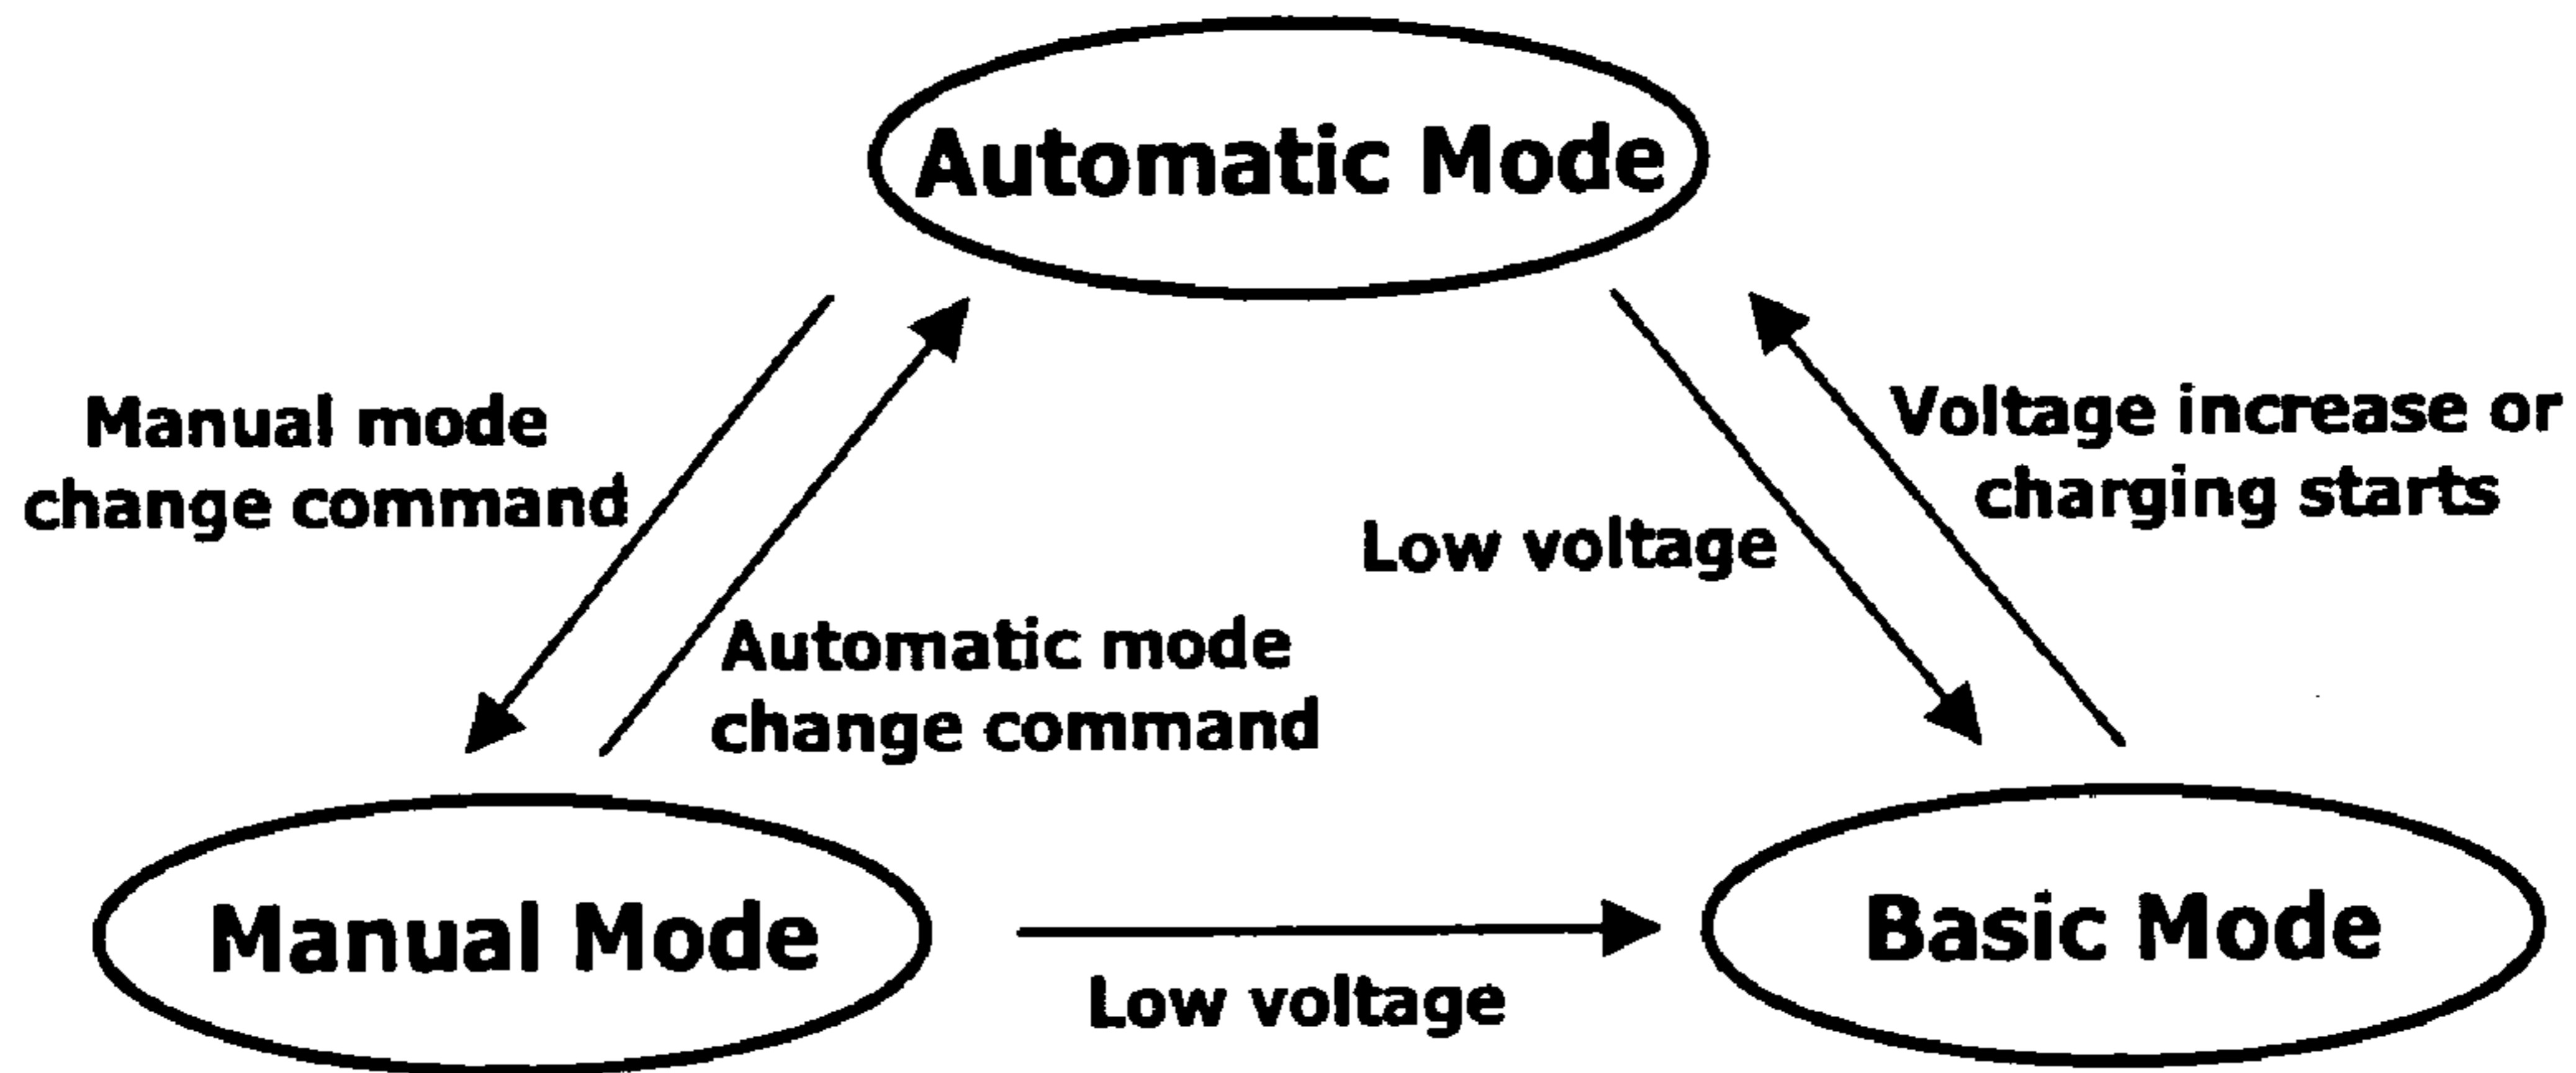 Automatic Mode
Manual mode
change command
Voltage increase or
charging starts
Low voltage
Automatic mode
change command
Manual Mode
Basic Mode
Low voltage